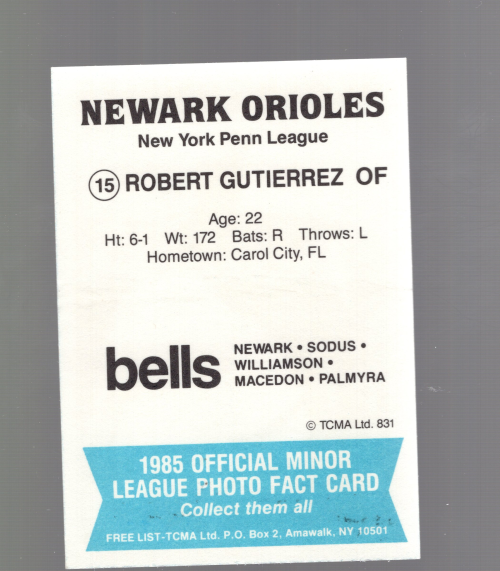 NEWARK ORIOLES
New York Penn League
15 ROBERT GUTIERREZ OF
Age: 22
Ht: 6-1 Wt: 172 Bats: R Throws: L
Hometown: Carol City, FL
bells
NEWARK • SODUS •
WILLIAMSON •
MACEDON • PALMYRA
© TCMA Ltd. 831
1985 OFFICIAL MINOR
LEAGUE PHOTO FACT CARD
Collect them all
FREE LIST-TCMA Ltd. P.O. Box 2, Amawalk, NY 10501